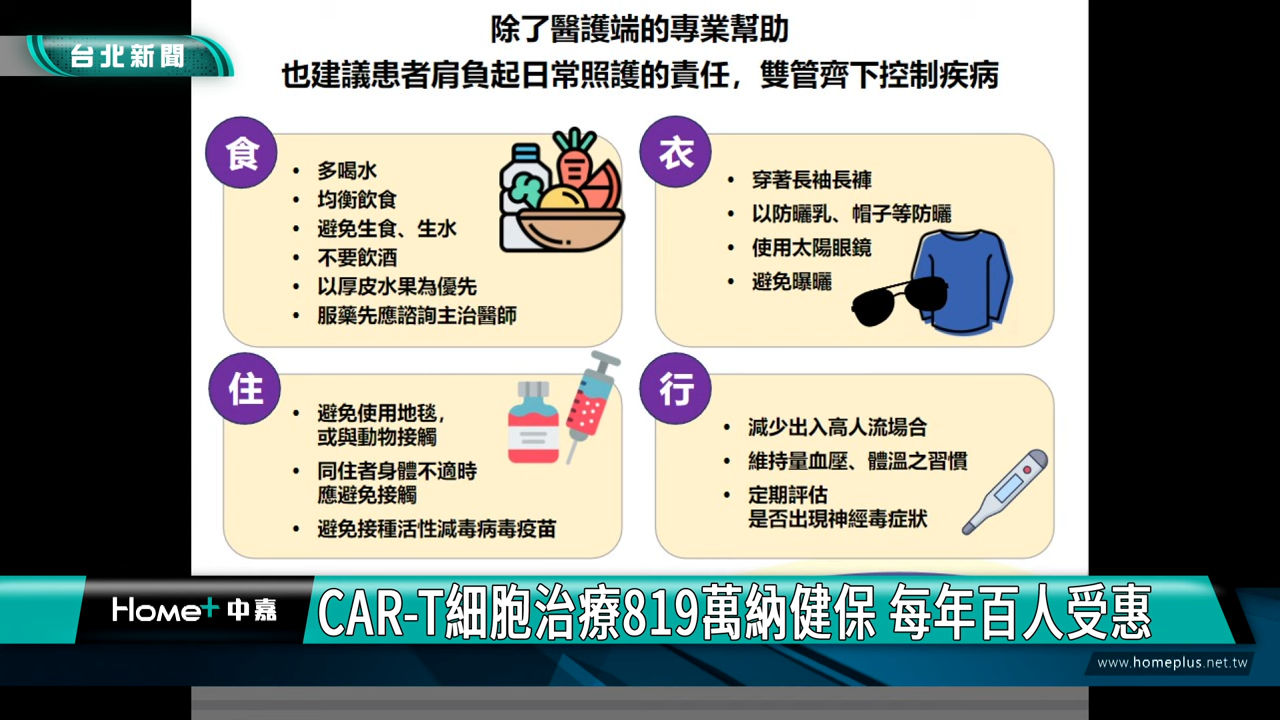 台北新聞
除了醫護端的專業幫助
也建議患者肩負起日常照護的責任，雙管齊下控制疾病
食
• 多喝水
• 均衡飲食
• 避免生食、生水
• 不要飲酒
• 以厚皮水果為優先
• 服藥先應諮詢主治醫師
衣
• 穿著長袖長褲
• 以防曬乳、帽子等防曬
• 使用太陽眼鏡
• 避免曝曬
住
• 避免使用地毯，
或與動物接觸
• 同住者身體不適時
應避免接觸
• 避免接種活性減毒病毒疫苗
行
• 減少出入高人流場合
• 維持量血壓、體溫之習慣
• 定期評估
是否出現神經毒症狀
Home+中嘉
CAR-T細胞治療819萬納健保 每年百人受惠
www.homeplus.net.tw